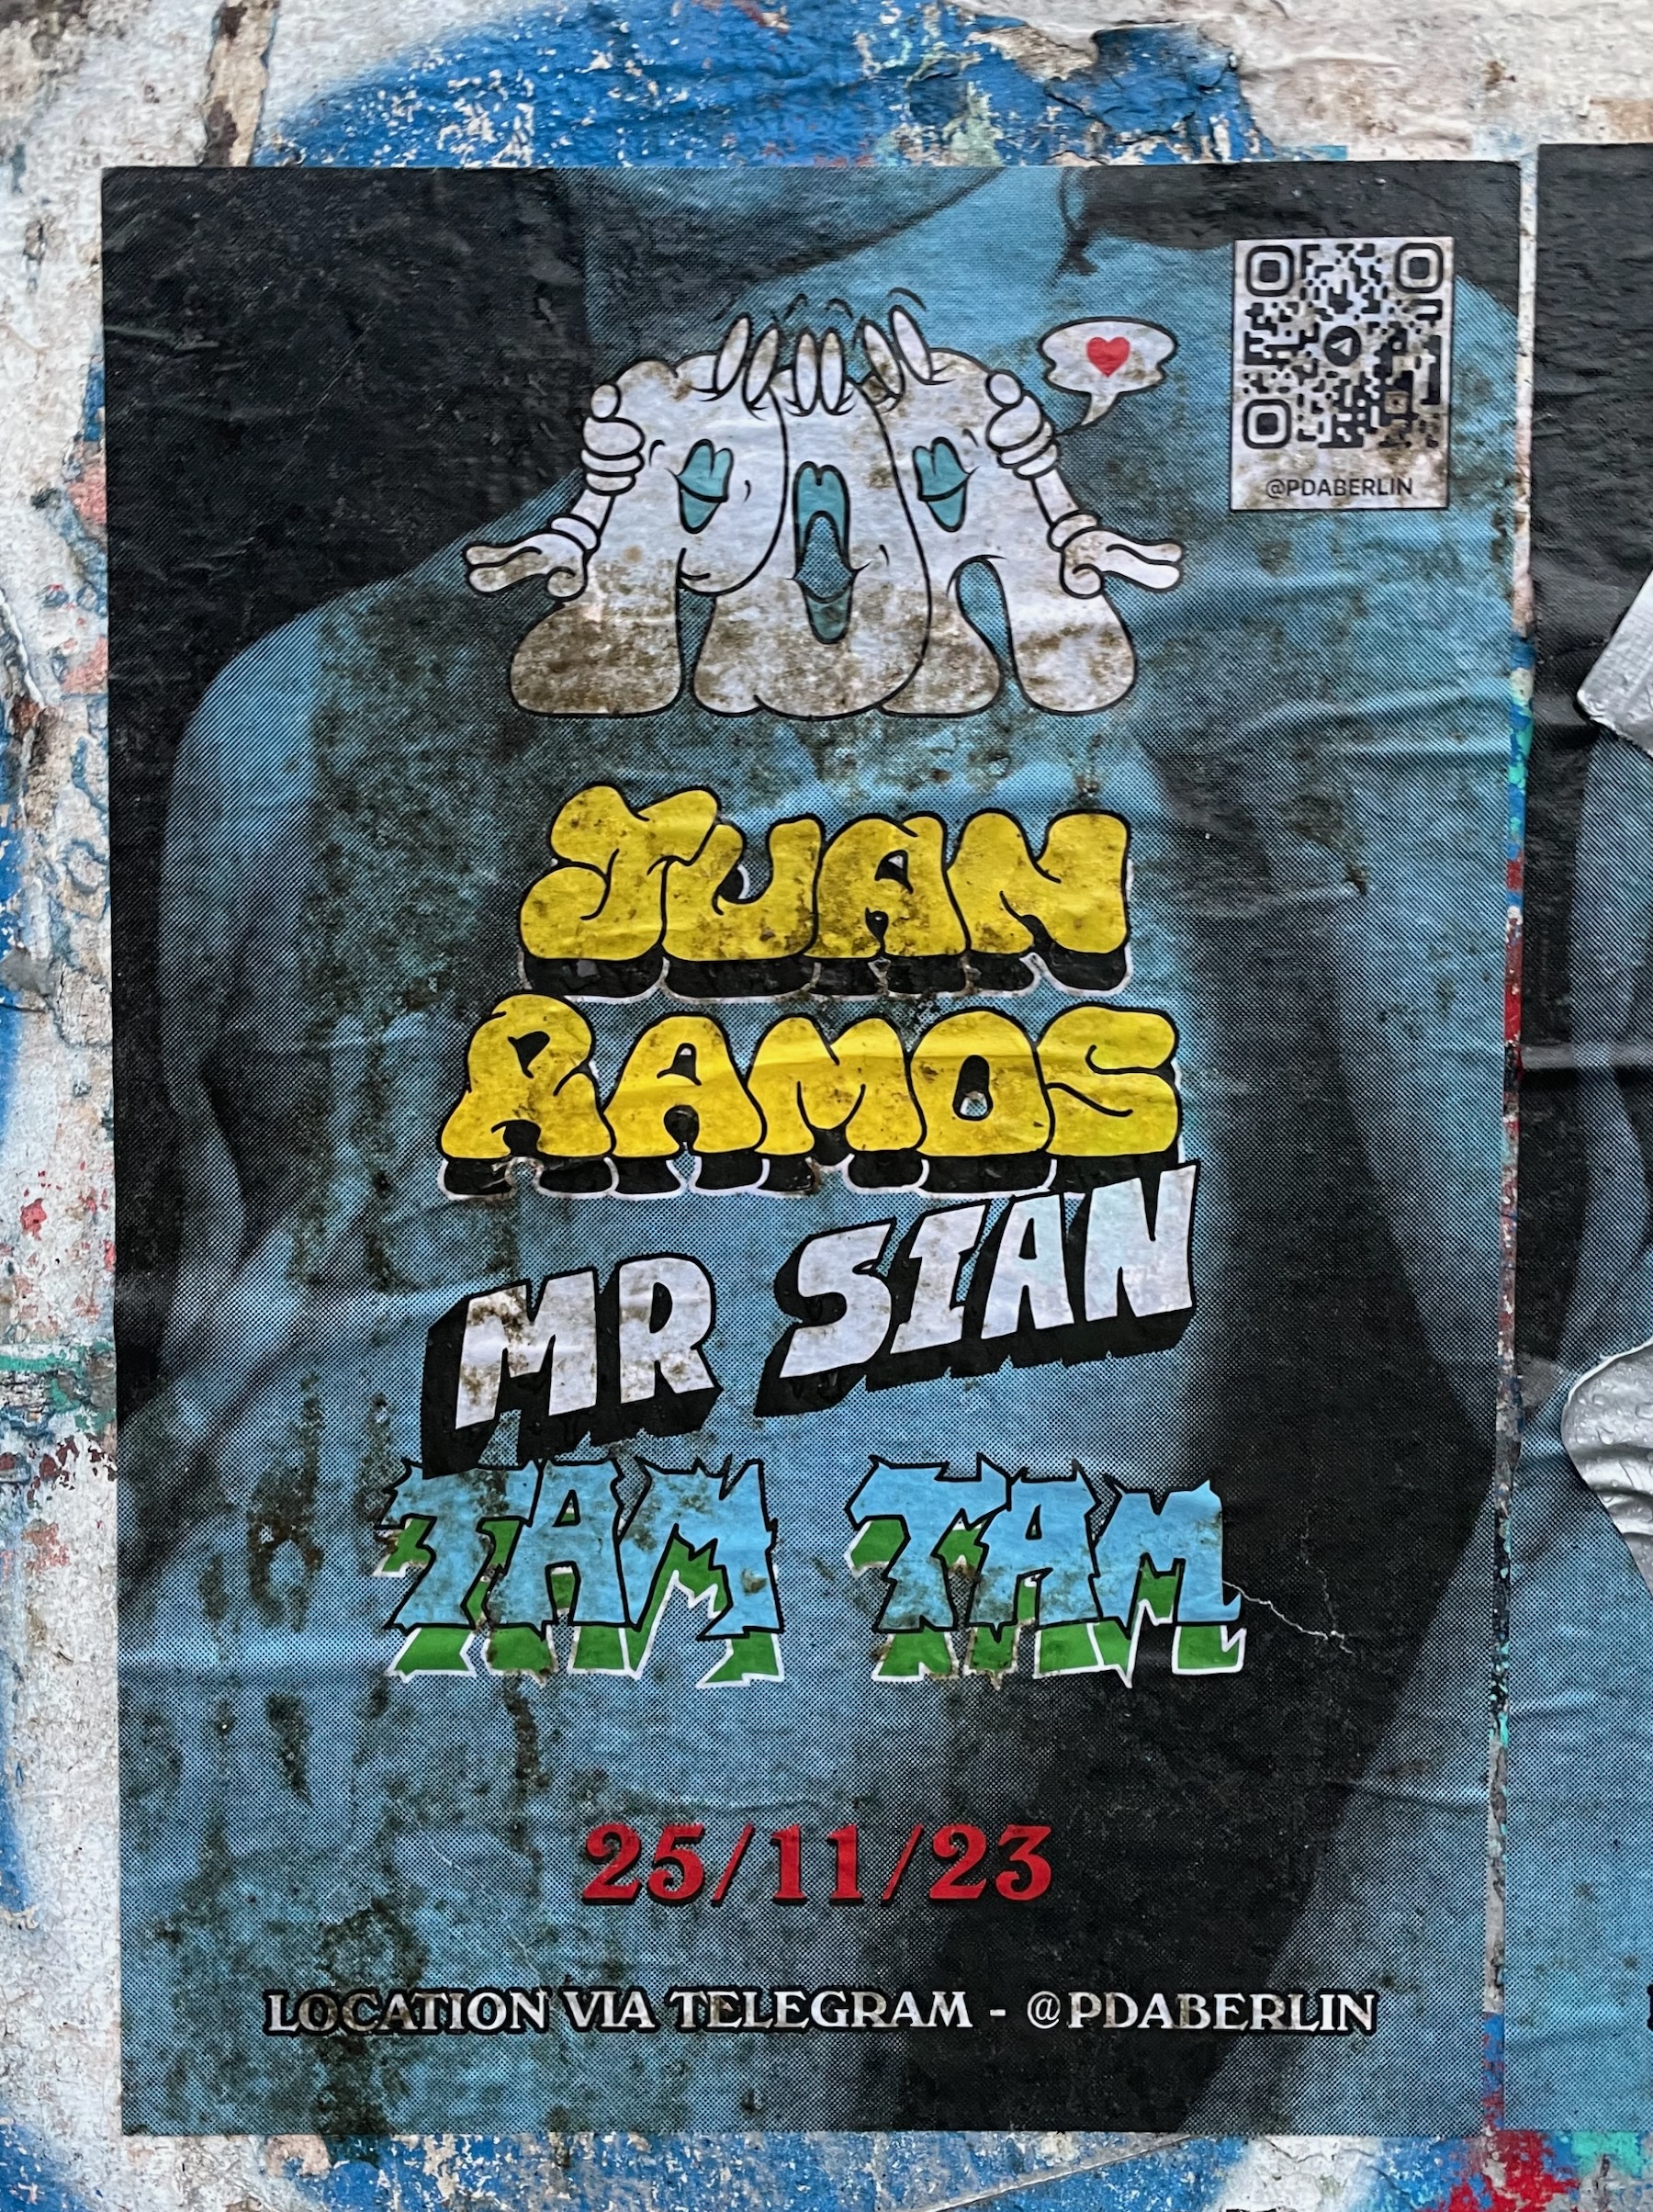 PDA
@PDABERLIN
JUAN
RAMOS
MR SIAN
TAM TAM
25/11/23
LOCATION VIA TELEGRAM - @PDABERLIN